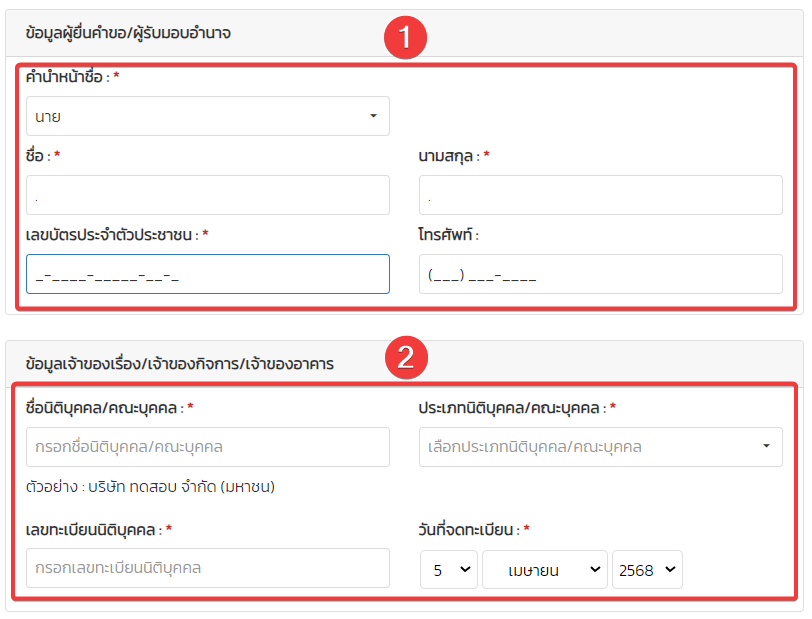 ข้อมูลผู้ยื่นคำขอ/ผู้รับมอบอำนาจ
1
คำนำหน้าชื่อ : *
นาย
ชื่อ : * นามสกุล : *
. .
เลขบัตรประจำตัวประชาชน : * โทรศัพท์ :
_-____-_____-__-_ (___) ___-____
ข้อมูลเจ้าของเรื่อง/เจ้าของกิจการ/เจ้าของอาคาร
2
ชื่อนิติบุคคล/คณะบุคคล : * ประเภทนิติบุคคล/คณะบุคคล : *
กรอกชื่อนิติบุคคล/คณะบุคคล เลือกประเภทนิติบุคคล/คณะบุคคล
ตัวอย่าง : บริษัท ทดสอบ จำกัด (มหาชน)
เลขทะเบียนนิติบุคคล : * วันที่จดทะเบียน : *
กรอกเลขทะเบียนนิติบุคคล 5 เมษายน 2568